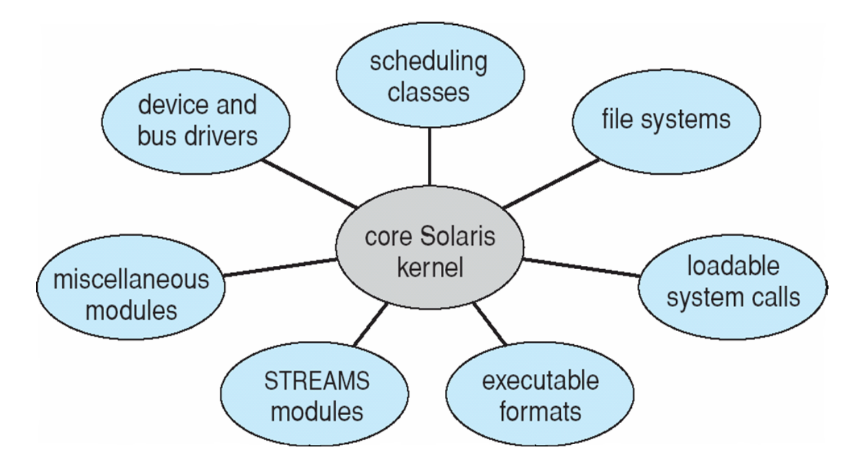 scheduling
classes
device and
bus drivers
file systems
core Solaris
kernel
miscellaneous
modules
loadable
system calls
STREAMS
modules
executable
formats